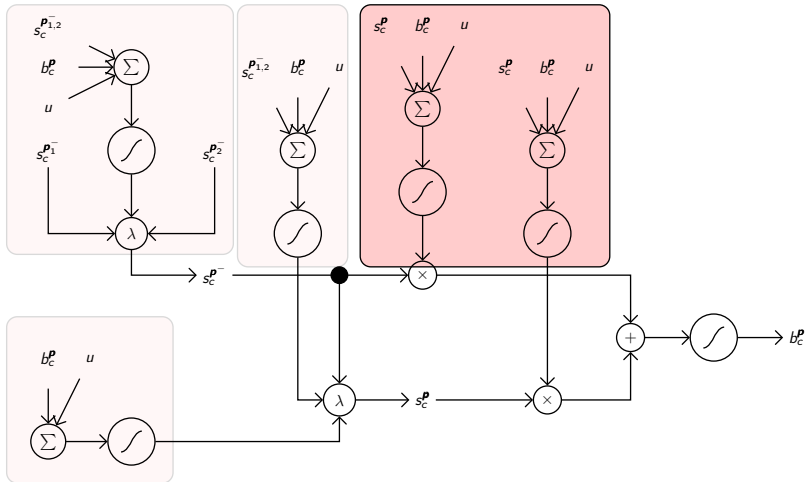 s_c^{p_{1,2}^-}
b_c^p
u
Σ
s_c^{p_1^-}
s_c^{p_2^-}
λ
s_c^{p_{1,2}^-} b_c^p u
Σ
s_c^p b_c^p u
Σ
s_c^p b_c^p u
Σ
s_c^{p^-}
×
+
b_c^p
b_c^p u
Σ
λ
s_c^p
×